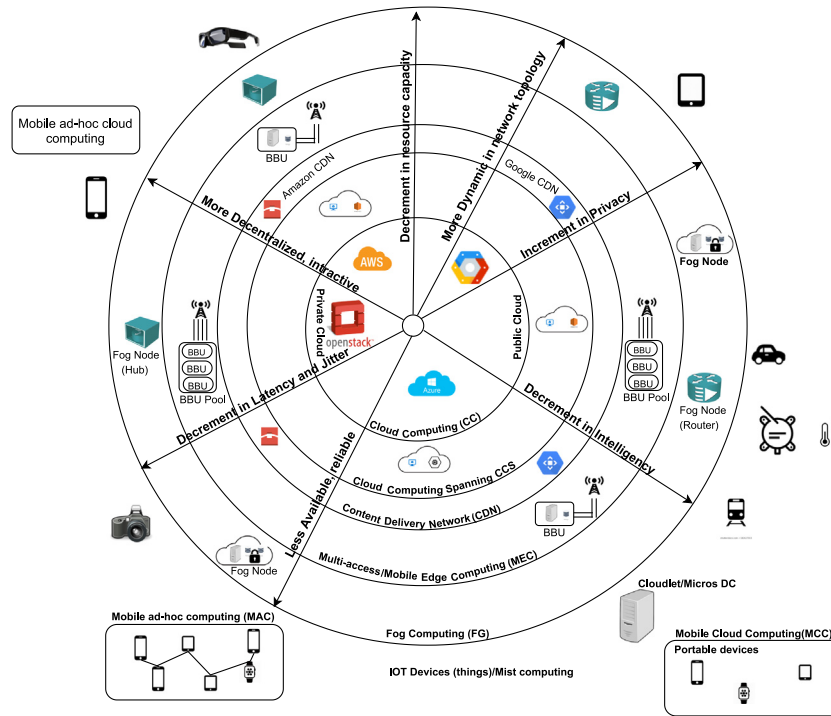 Mobile ad-hoc cloud
computing
BBU
Amazon CDN
Google CDN
Decrement in resource capacity
More Dynamic in network topology
Increment in Privacy
More Decentralized, intractive
AWS
Fog Node
Private Cloud
openstack
Public Cloud
Fog Node
(Hub)
BBU
BBU
BBU
BBU Pool
BBU
BBU
BBU
BBU Pool
Fog Node
(Router)
Azure
Decrement in Latency and Jitter
Decrement in Intelligency
Less Available, reliable
Cloud Computing (CC)
Cloud Computing Spanning CCS
Content Delivery Network (CDN)
BBU
Multi-access/Mobile Edge Computing (MEC)
Fog Node
Cloudlet/Micros DC
Mobile ad-hoc computing (MAC)
Fog Computing (FG)
Mobile Cloud Computing(MCC)
Portable devices
IOT Devices (things)/Mist computing